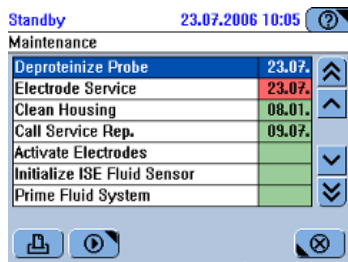 Standby 23.07.2006 10:05 ?
Maintenance
Deproteinize Probe 23.07.
Electrode Service 23.07.
Clean Housing 08.01.
Call Service Rep. 09.07.
Activate Electrodes
Initialize ISE Fluid Sensor
Prime Fluid System